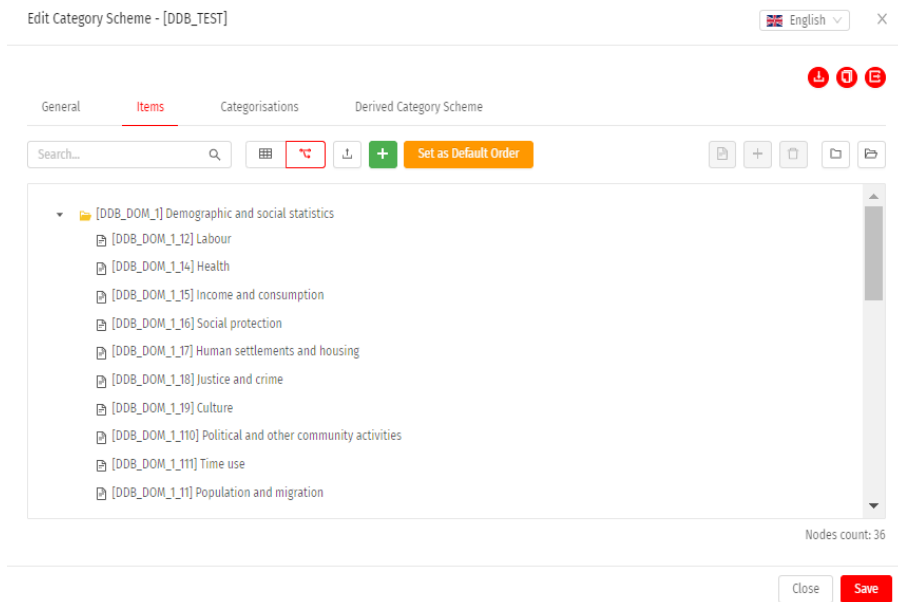 Edit Category Scheme - [DDB_TEST]
English
General Items Categorisations Derived Category Scheme
Search...
Set as Default Order
[DDB_DOM_1] Demographic and social statistics
[DDB_DOM_1_12] Labour
[DDB_DOM_1_14] Health
[DDB_DOM_1_15] Income and consumption
[DDB_DOM_1_16] Social protection
[DDB_DOM_1_17] Human settlements and housing
[DDB_DOM_1_18] Justice and crime
[DDB_DOM_1_19] Culture
[DDB_DOM_1_110] Political and other community activities
[DDB_DOM_1_111] Time use
[DDB_DOM_1_11] Population and migration
Nodes count: 36
Close Save